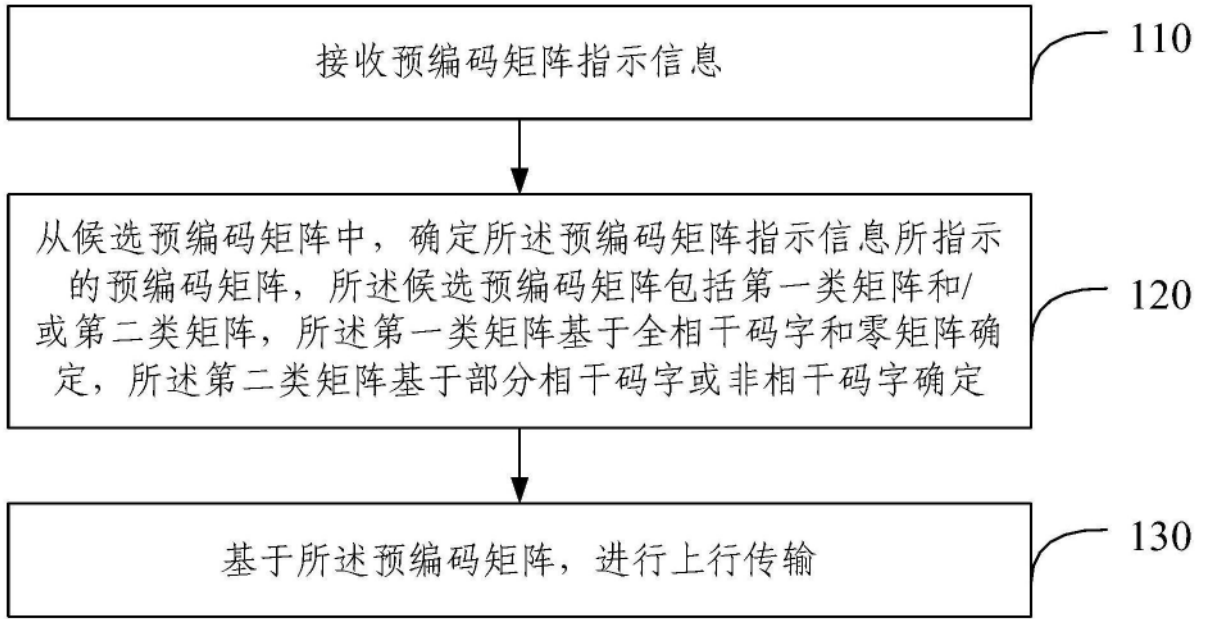 接收预编码矩阵指示信息
110
从候选预编码矩阵中，确定所述预编码矩阵指示信息所指示
的预编码矩阵，所述候选预编码矩阵包括第一类矩阵和/
或第二类矩阵，所述第一类矩阵基于全相干码字和零矩阵确
定，所述第二类矩阵基于部分相干码字或非相干码字确定
120
基于所述预编码矩阵，进行上行传输
130